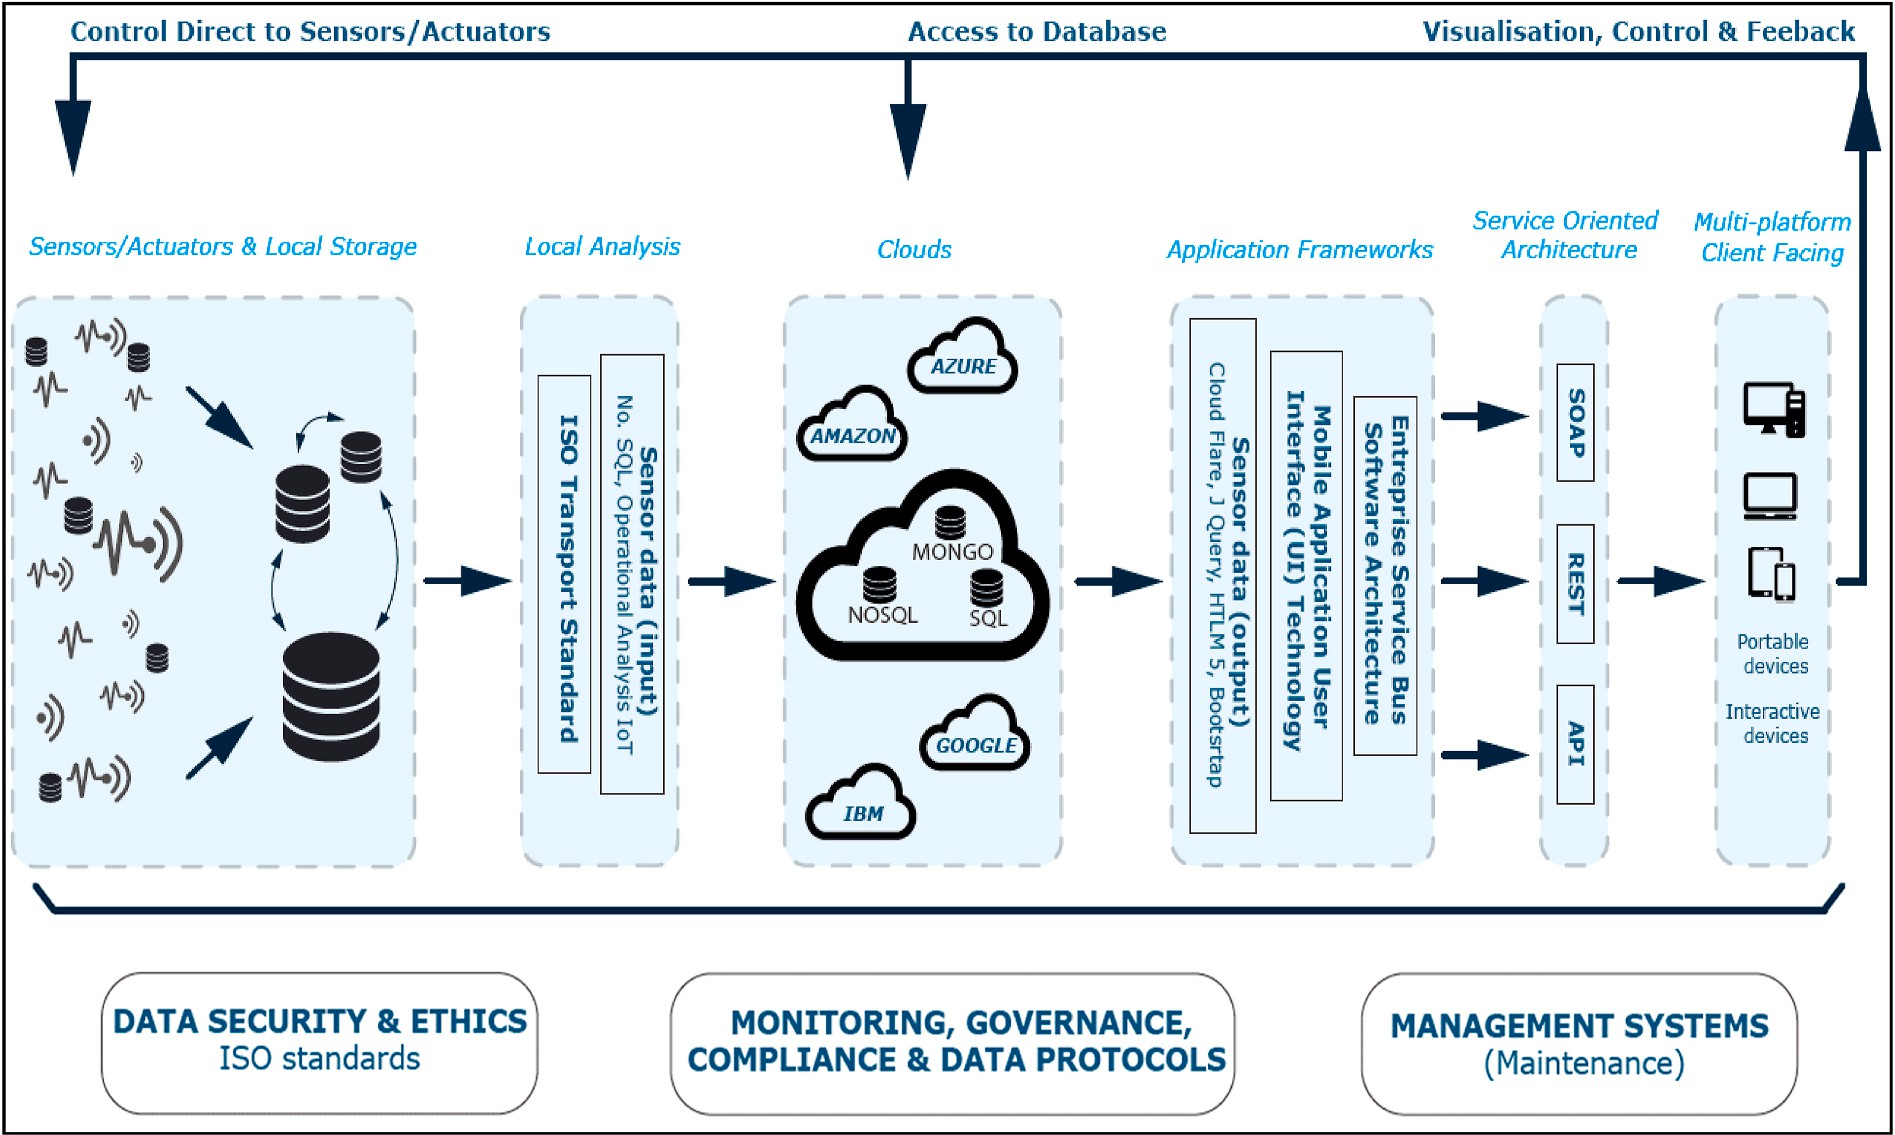 Control Direct to Sensors/Actuators
Access to Database
Visualisation, Control & Feeback
Sensors/Actuators & Local Storage
Local Analysis
Clouds
Application Frameworks
Service Oriented
Architecture
Multi-platform
Client Facing
ISO Transport Standard
Sensor data (input)
No. SQL, Operational Analysis IoT
AZURE
AMAZON
MONGO
NOSQL
SQL
GOOGLE
IBM
Sensor data (output)
Cloud Flare, J Query, HTLM 5, Bootsrtap
Mobile Application User
Interface (UI) Technology
Entreprise Service Bus
Software Architecture
SOAP
REST
API
Portable
devices
Interactive
devices
DATA SECURITY & ETHICS
ISO standards
MONITORING, GOVERNANCE,
COMPLIANCE & DATA PROTOCOLS
MANAGEMENT SYSTEMS
(Maintenance)